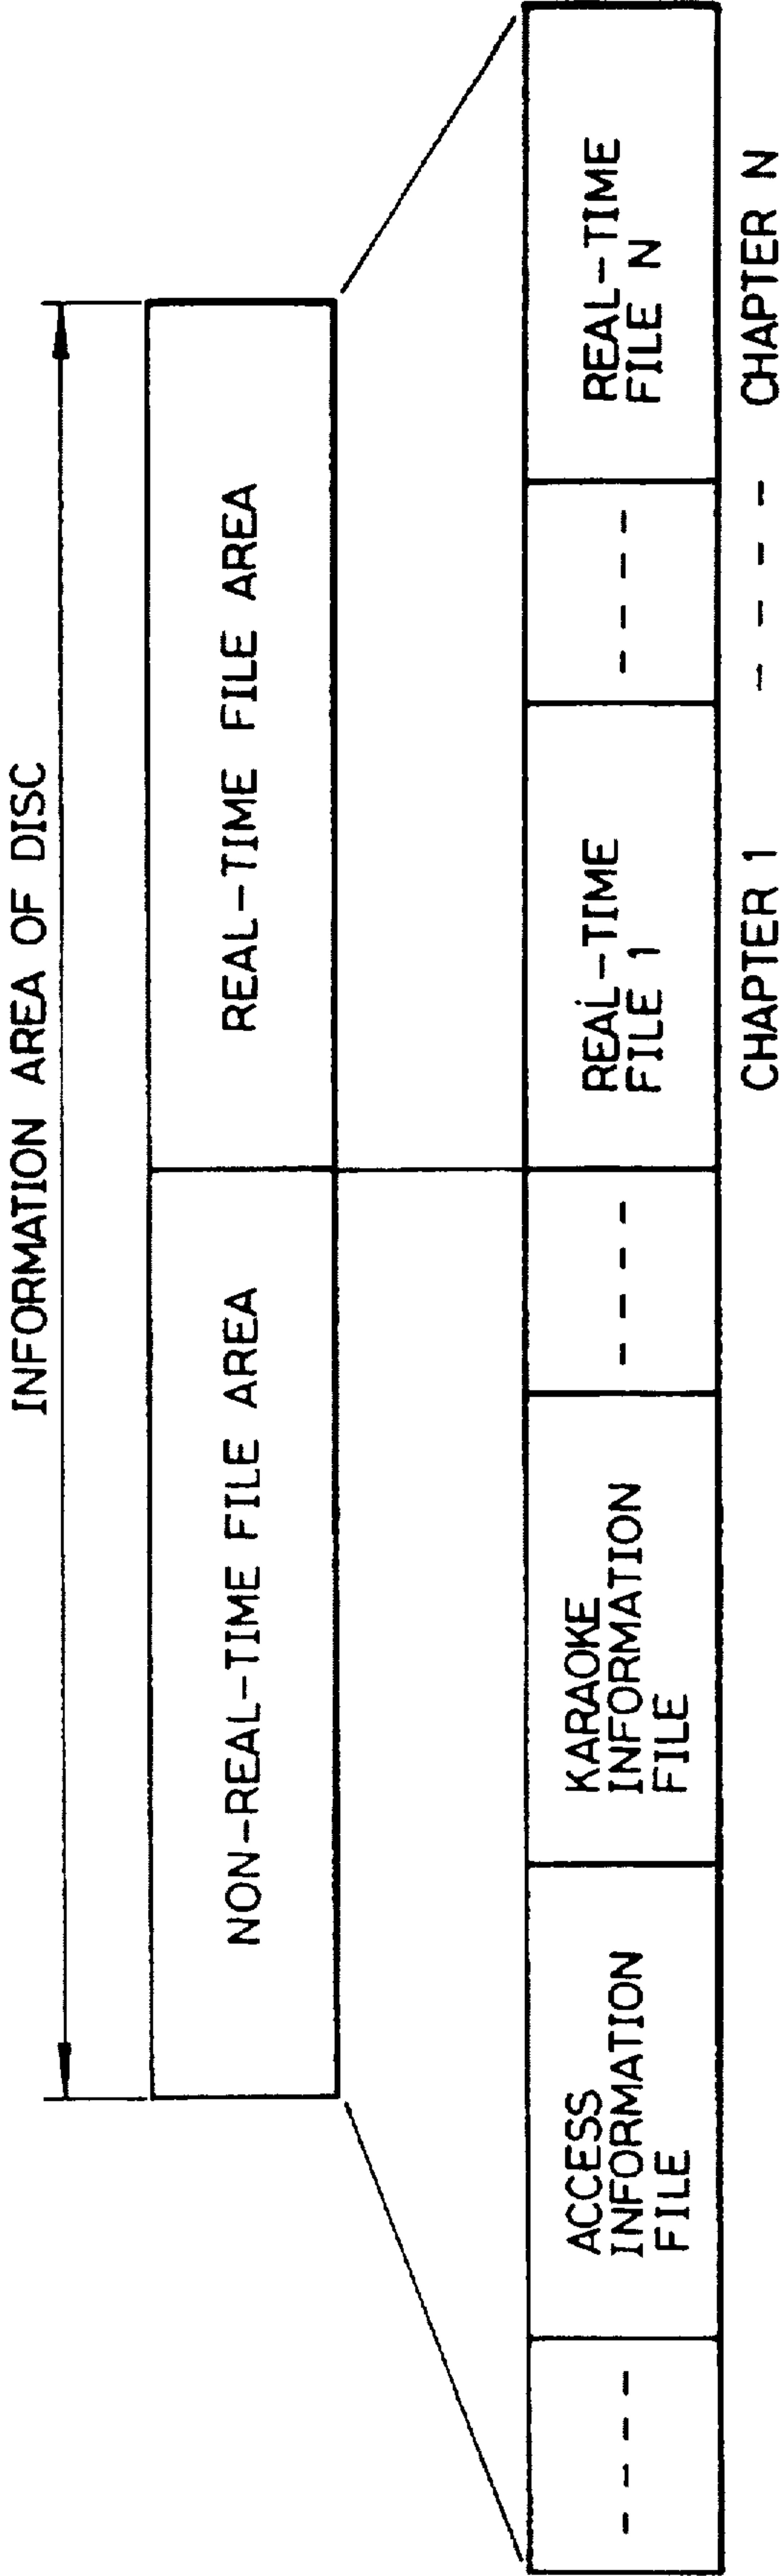 INFORMATION AREA OF DISC
NON-REAL-TIME FILE AREA
REAL-TIME FILE AREA
- - - -
ACCESS
INFORMATION
FILE
KARAOKE
INFORMATION
FILE
- - - -
REAL-TIME
FILE 1
- - - -
REAL-TIME
FILE N
CHAPTER 1 - - - - CHAPTER N